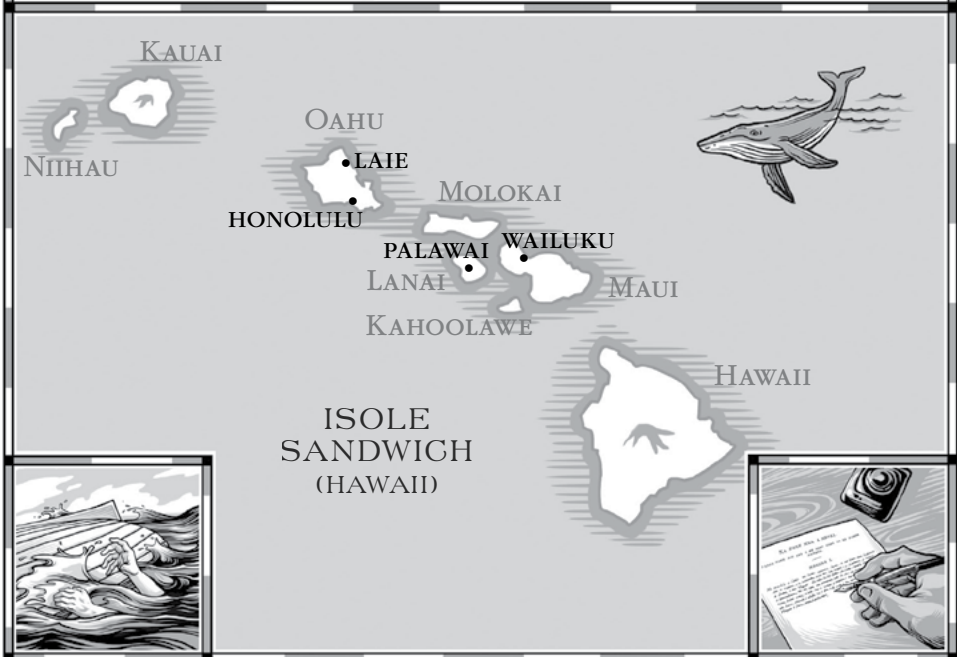 KAUAI
OAHU
NIIHAU
LAIE
MOLOKAI
HONOLULU
WAILUKU
PALAWAI
LANAI
MAUI
KAHOOLAWE
HAWAII
ISOLE
SANDWICH
(HAWAII)